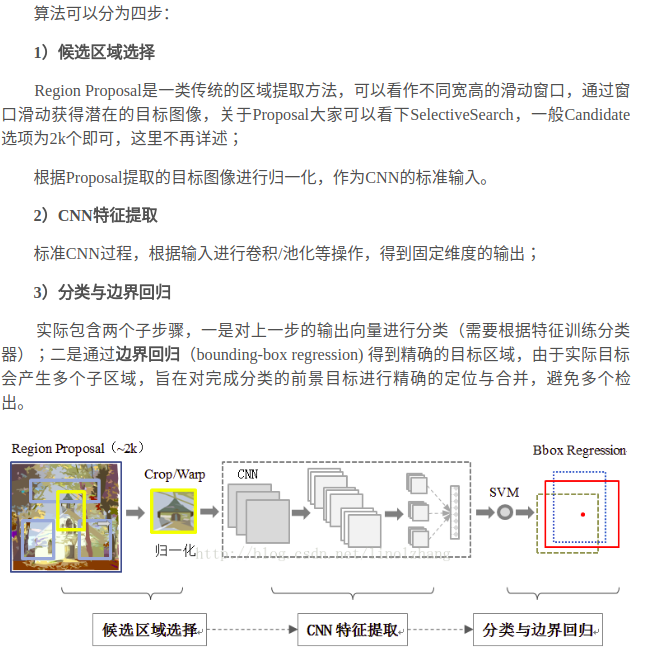 算法可以分为四步：
1）候选区域选择
Region Proposal是一类传统的区域提取方法，可以看作不同宽高的滑动窗口，通过窗
口滑动获得潜在的目标图像，关于Proposal大家可以看下SelectiveSearch，一般Candidate
选项为2k个即可，这里不再详述；
根据Proposal提取的目标图像进行归一化，作为CNN的标准输入。
2）CNN特征提取
标准CNN过程，根据输入进行卷积/池化等操作，得到固定维度的输出；
3）分类与边界回归
实际包含两个子步骤，一是对上一步的输出向量进行分类（需要根据特征训练分类
器）；二是通过边界回归（bounding-box regression) 得到精确的目标区域，由于实际目标
会产生多个子区域，旨在对完成分类的前景目标进行精确的定位与合并，避免多个检
出。
Region Proposal（~2k）
Crop/Warp
CNN
SVM
Bbox Regression
归一化
http://blog.csdn.net/linolzhang
候选区域选择
CNN 特征提取
分类与边界回归